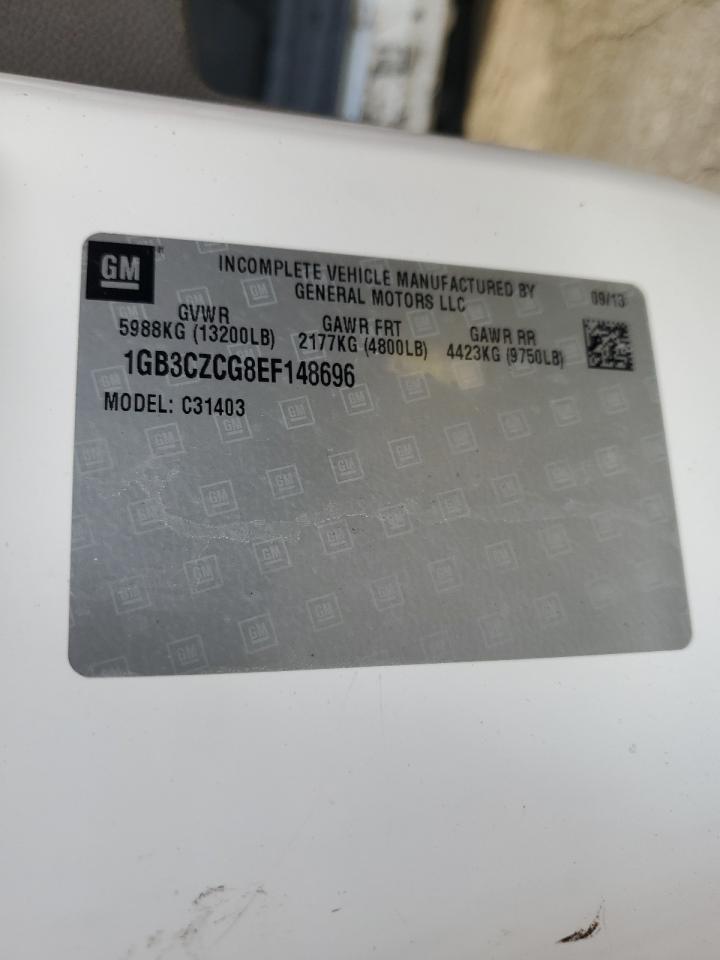 GM
INCOMPLETE VEHICLE MANUFACTURED BY
GENERAL MOTORS LLC
09/13
GVWR
5988KG (13200LB)
GAWR FRT
2177KG (4800LB)
GAWR RR
4423KG (9750LB)
1GB3CZCG8EF148696
MODEL: C31403